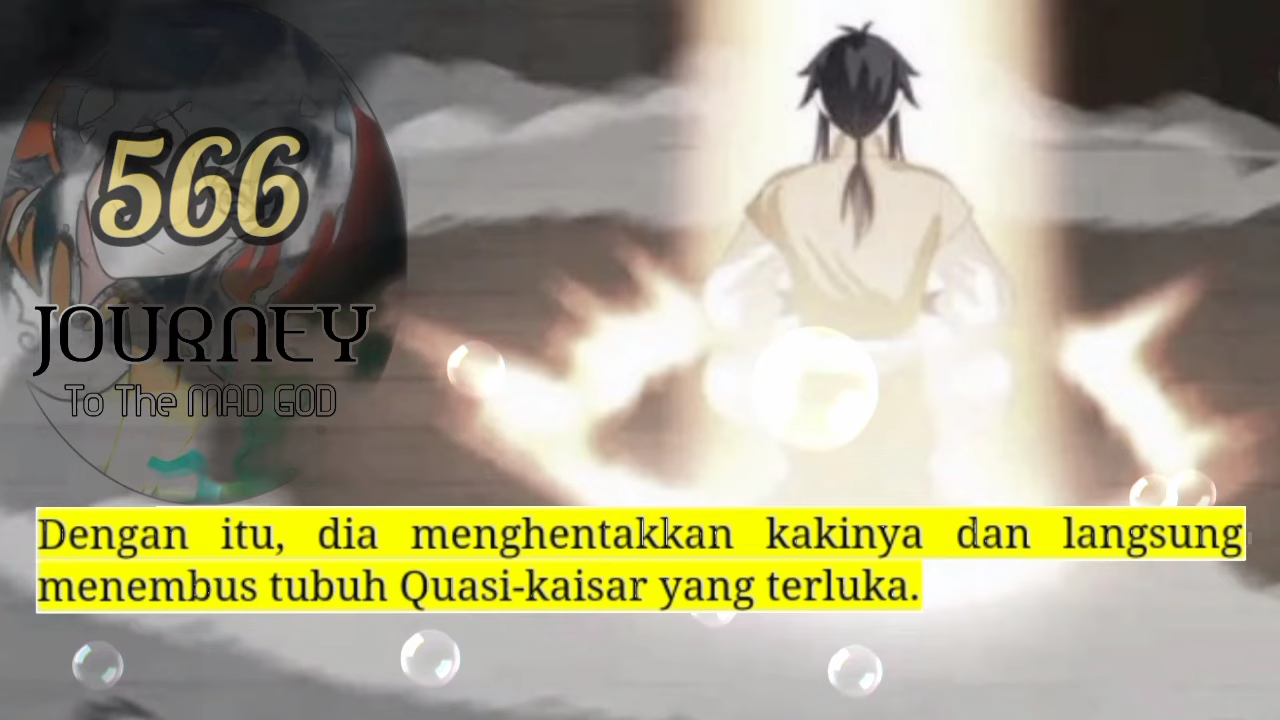 566
JOURNEY
To The MAD GOD
Dengan itu, dia menghentakkan kakinya dan langsung
menembus tubuh Quasi-kaisar yang terluka.